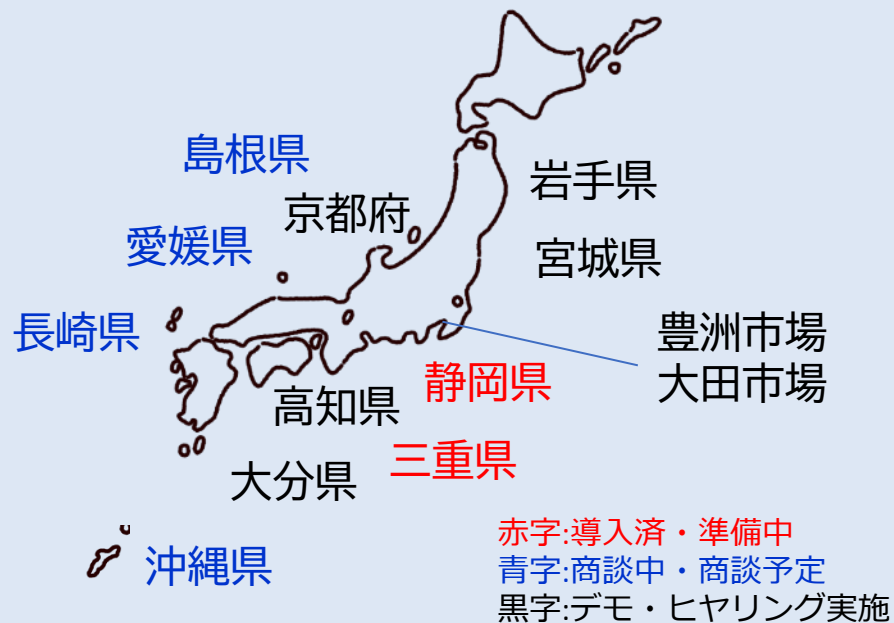 島根県
岩手県
京都府
愛媛県
宮城県
長崎県
豊洲市場
大田市場
静岡県
高知県
三重県
大分県
沖縄県
赤字:導入済・準備中
青字:商談中・商談予定
黒字:デモ・ヒヤリング実施